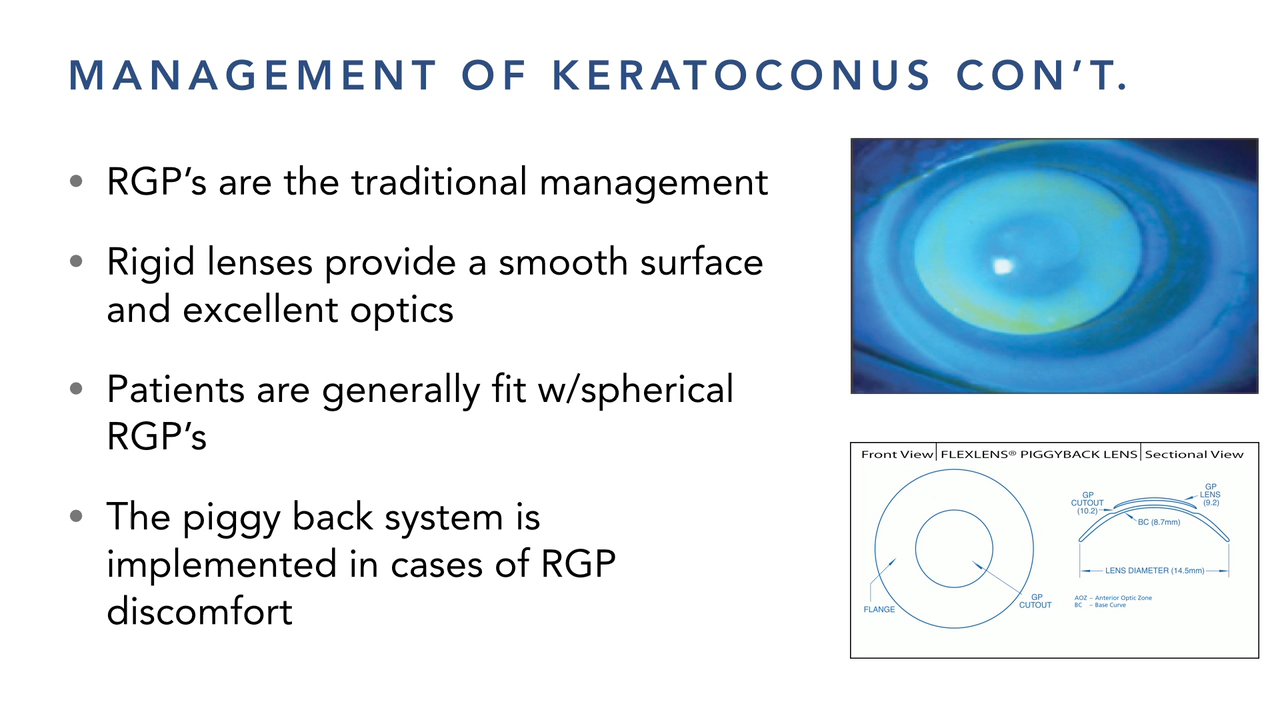 MANAGEMENT OF KERATOCONUS CON’T.
• RGP’s are the traditional management
• Rigid lenses provide a smooth surface
and excellent optics
• Patients are generally fit w/spherical
RGP’s
• The piggy back system is
implemented in cases of RGP
discomfort
Front View | FLEXLENS® PIGGYBACK LENS | Sectional View
FLANGE
GP
CUTOUT
GP
CUTOUT
(10.2)
GP
LENS
(9.2)
BC (8.7mm)
LENS DIAMETER (14.5mm)
AOZ – Anterior Optic Zone
BC – Base Curve